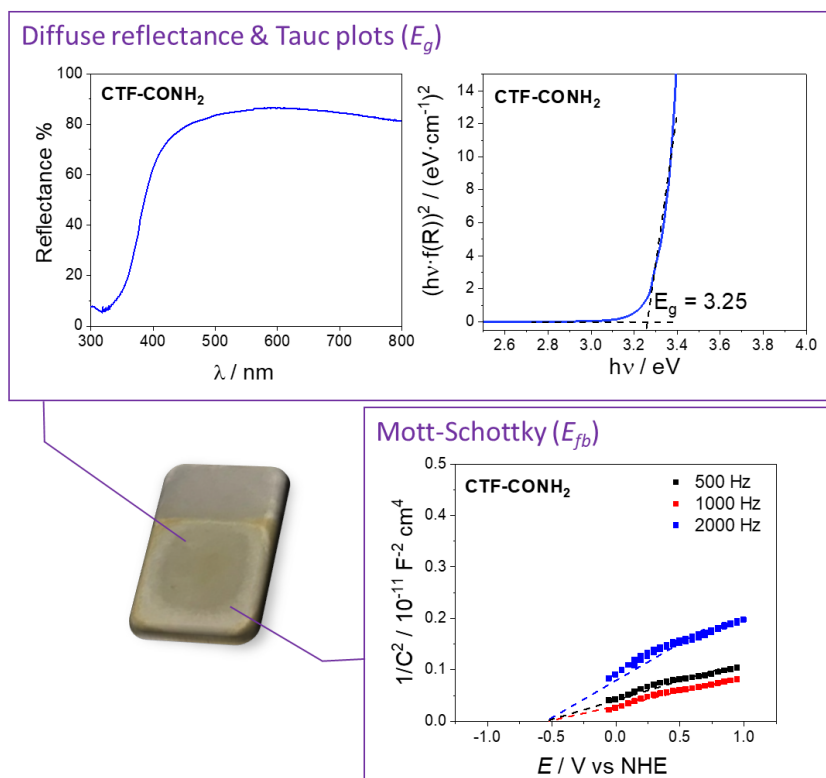 Diffuse reflectance & Tauc plots (E_g)
CTF-CONH₂
Reflectance %
100
80
60
40
20
0
300 400 500 600 700 800
λ / nm
CTF-CONH₂
(hν·f(R))² / (eV·cm⁻¹)²
14
12
10
8
6
4
2
0
E_g = 3.25
2.6 2.8 3.0 3.2 3.4 3.6 3.8 4.0
hν / eV
Mott-Schottky (E_fb)
CTF-CONH₂
500 Hz
1000 Hz
2000 Hz
1/C² / 10⁻¹¹ F⁻² cm⁴
0.5
0.4
0.3
0.2
0.1
0.0
-1.0 -0.5 0.0 0.5 1.0
E / V vs NHE